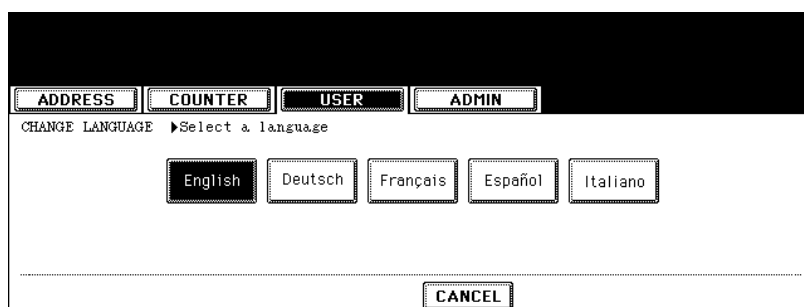 ADDRESS COUNTER USER ADMIN
CHANGE LANGUAGE ▶Select a language
English Deutsch Français Español Italiano
CANCEL